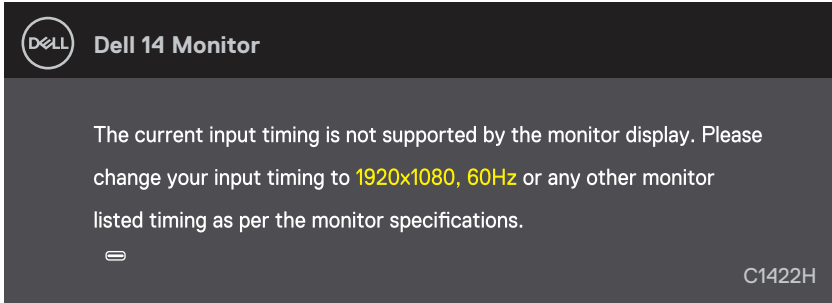 DELL
Dell 14 Monitor
The current input timing is not supported by the monitor display. Please
change your input timing to 1920x1080, 60Hz or any other monitor
listed timing as per the monitor specifications.
C1422H